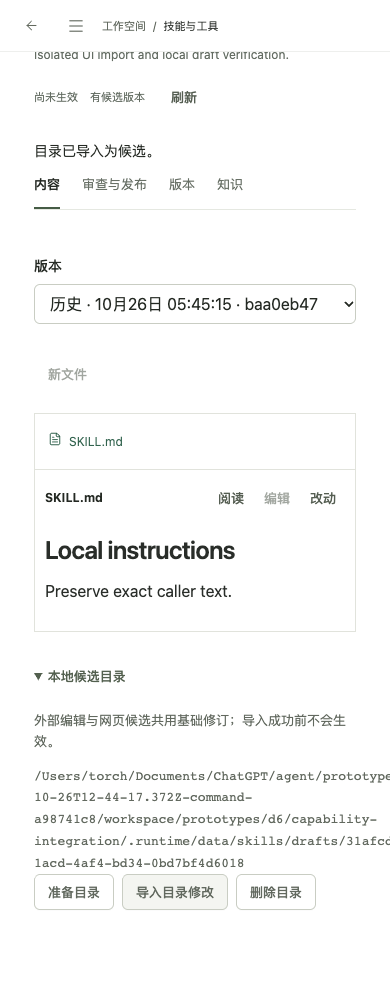 工作空间 / 技能与工具
Isolated UI import and local draft verification.
尚未生效 有候选版本 刷新
目录已导入为候选。
内容 审查与发布 版本 知识
版本
历史 · 10月26日 05:45:15 · baa0eb47
新文件
SKILL.md
SKILL.md 阅读 编辑 改动
Local instructions
Preserve exact caller text.
▼ 本地候选目录
外部编辑与网页候选共用基础修订；导入成功前不会生
效。
/Users/torch/Documents/ChatGPT/agent/prototype
10-26T12-44-17.372Z-command-
a98741c8/workspace/prototypes/d6/capability-
integration/.runtime/data/skills/drafts/31afcd
1acd-4af4-bd34-0bd7bf4d6018
准备目录 导入目录修改 删除目录